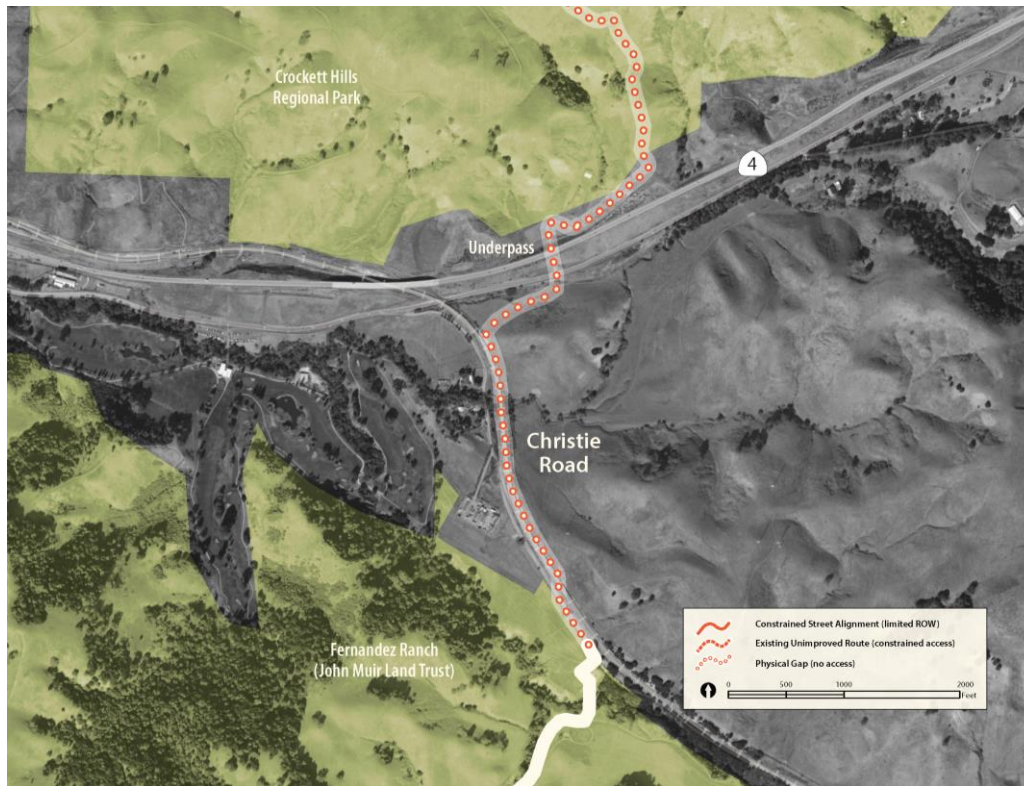 Crockett Hills
Regional Park
4
Underpass
Christie
Road
Fernandez Ranch
(John Muir Land Trust)
Constrained Street Alignment (limited ROW)
Existing Unimproved Route (constrained access)
Physical Gap (no access)
0 500 1000 2000
Feet